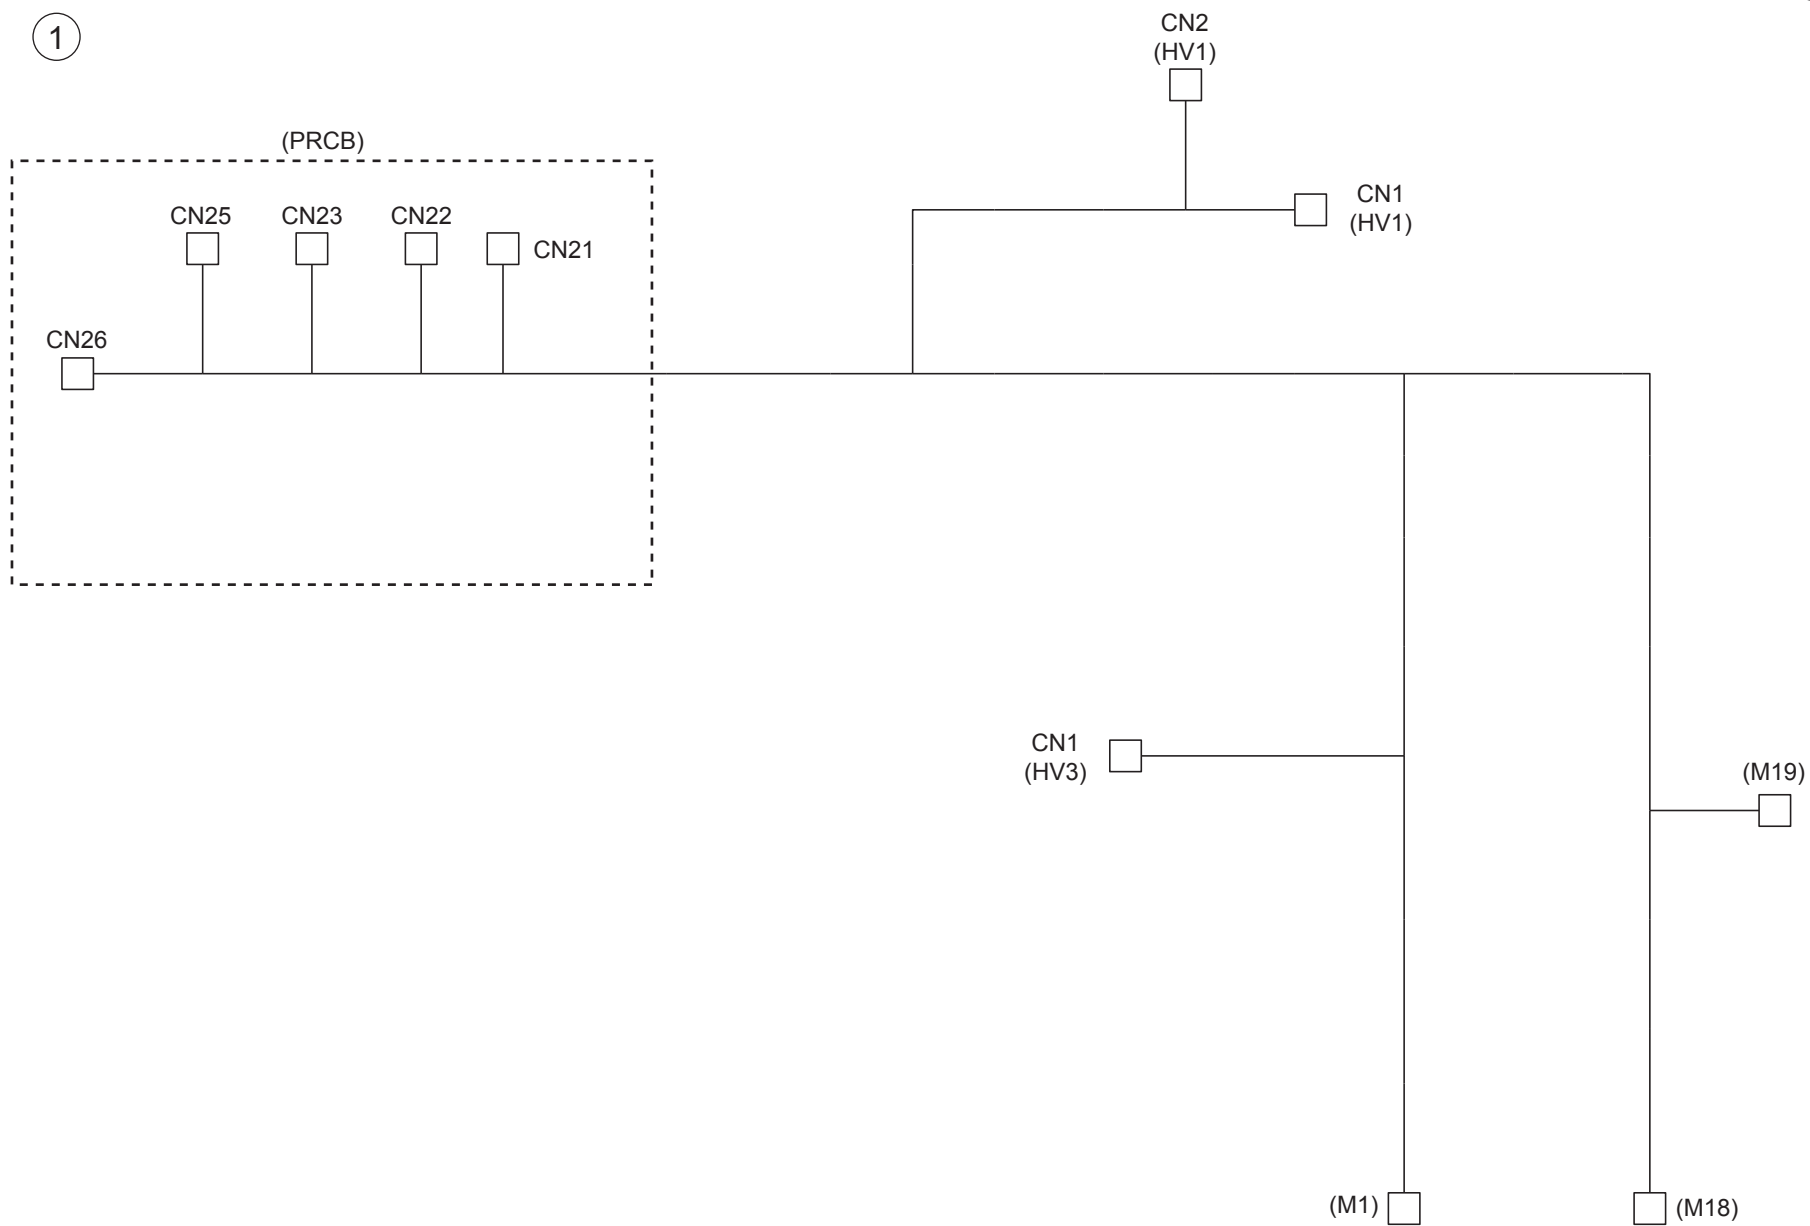 1
CN2
(HV1)
(PRCB)
CN1
(HV1)
CN25
CN23
CN22
CN21
CN26
CN1
(HV3)
(M19)
(M1)
(M18)